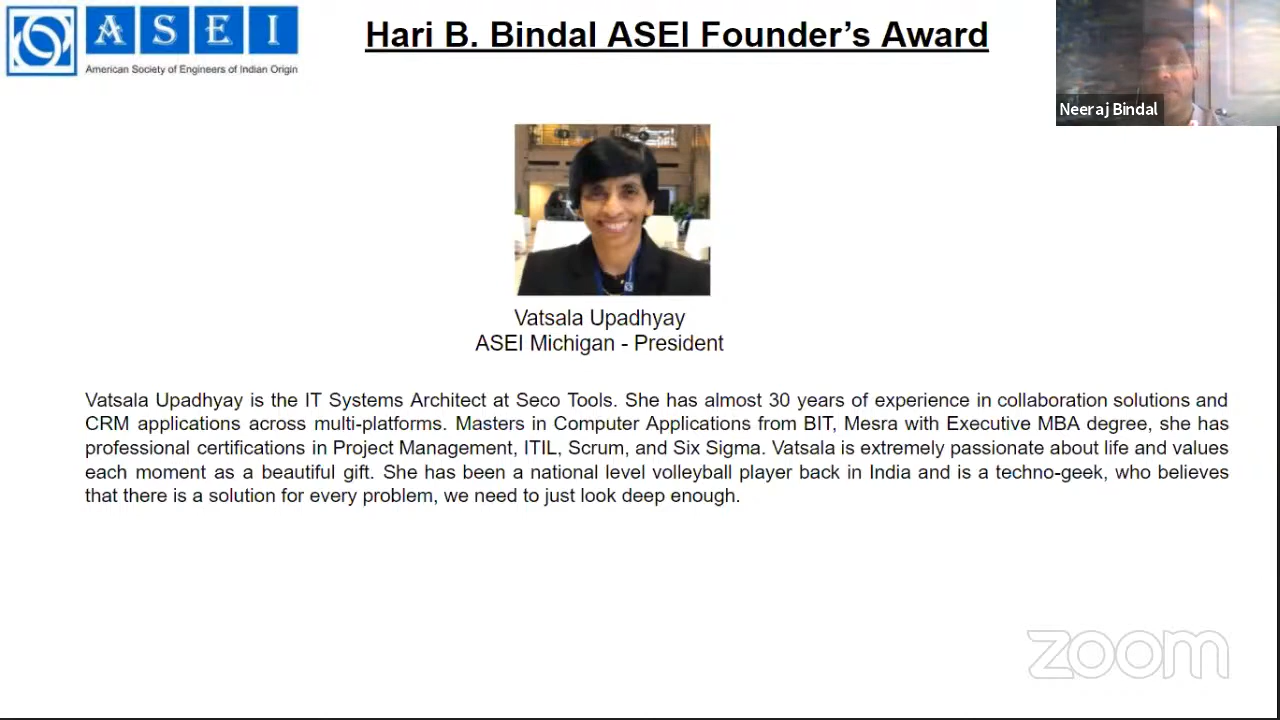 ASEI
American Society of Engineers of Indian Origin
Hari B. Bindal ASEI Founder's Award
Neeraj Bindal
Vatsala Upadhyay
ASEI Michigan - President
Vatsala Upadhyay is the IT Systems Architect at Seco Tools. She has almost 30 years of experience in collaboration solutions and
CRM applications across multi-platforms. Masters in Computer Applications from BIT, Mesra with Executive MBA degree, she has
professional certifications in Project Management, ITIL, Scrum, and Six Sigma. Vatsala is extremely passionate about life and values
each moment as a beautiful gift. She has been a national level volleyball player back in India and is a techno-geek, who believes
that there is a solution for every problem, we need to just look deep enough.
zoom